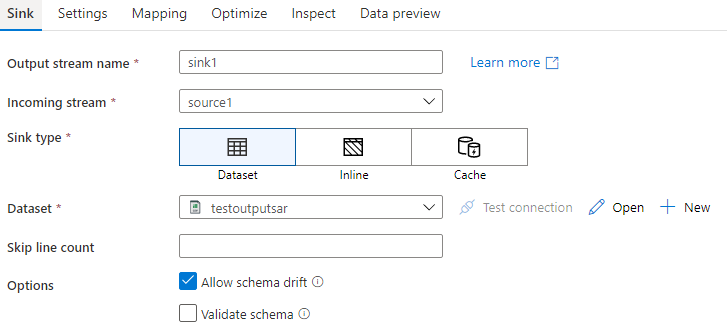 Sink Settings Mapping Optimize Inspect Data preview
Output stream name * sink1 Learn more
Incoming stream * source1
Sink type *
Dataset Inline Cache
Dataset * testoutputsar Test connection Open New
Skip line count
Options Allow schema drift
Validate schema